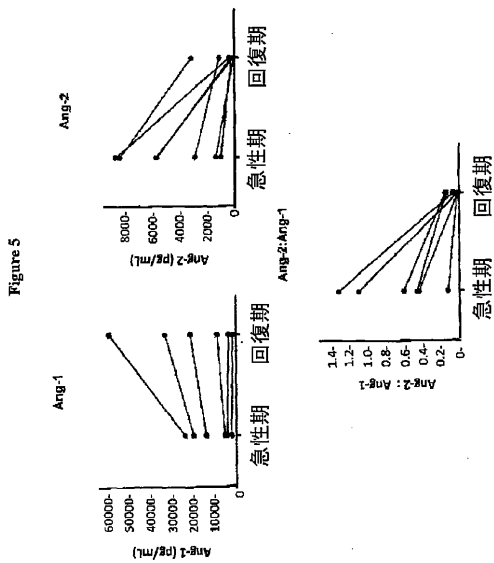 Figure 5
Ang-1
Ang-1 (pg/mL)
60000-
50000-
40000-
30000-
20000-
10000-
0
急性期
回復期
Ang-2
Ang-2 (pg/mL)
8000-
6000-
4000-
2000-
0
急性期
回復期
Ang-2:Ang-1
Ang-2 : Ang-1
1.4-
1.2-
1.0-
0.8-
0.6-
0.4-
0.2-
0-
急性期
回復期